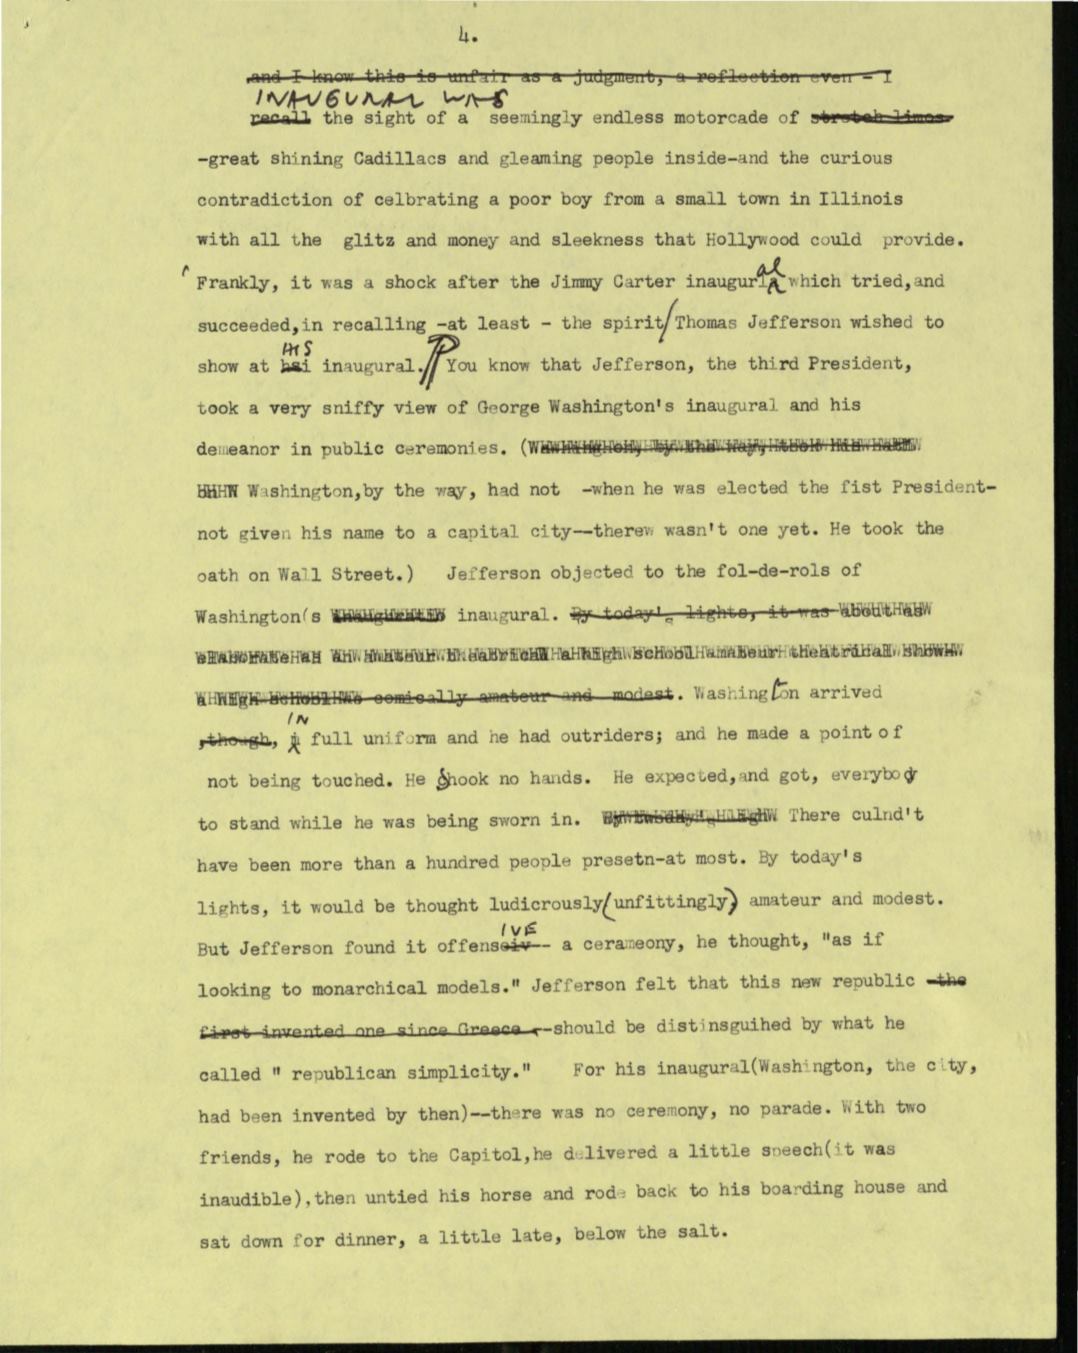 4.
and I know this is unfair as a judgment, a reflection even - I
INAUGURAL WAS
recall the sight of a seemingly endless motorcade of stretch limos-
-great shining Cadillacs and gleaming people inside-and the curious
contradiction of celbrating a poor boy from a small town in Illinois
with all the glitz and money and sleekness that Hollywood could provide.
al
Frankly, it was a shock after the Jimmy Carter inaugurl which tried,and
succeeded,in recalling -at least - the spirit/Thomas Jefferson wished to
HIS
show at hsi inaugural. You know that Jefferson, the third President,
took a very sniffy view of George Washington's inaugural and his
demeanor in public ceremonies. (
Washington,by the way, had not -when he was elected the fist President-
not given his name to a capital city--therew wasn't one yet. He took the
oath on Wall Street.) Jefferson objected to the fol-de-rols of
Washington's inaugural. By today's lights, it was about as
a high school amateur theatrical show
comically amateur and modest. Washington arrived
IN
,though, full uniform and he had outriders; and he made a point of
not being touched. He shook no hands. He expected,and got, everybody
to stand while he was being sworn in. There culnd't
have been more than a hundred people presetn-at most. By today's
lights, it would be thought ludicrously(unfittingly) amateur and modest.
IVE
But Jefferson found it offenseiv-- a cerameony, he thought, "as if
looking to monarchical models." Jefferson felt that this new republic -the
first invented one since Greece --should be distinsguihed by what he
called " republican simplicity." For his inaugural(Washington, the city,
had been invented by then)--there was no ceremony, no parade. With two
friends, he rode to the Capitol,he delivered a little speech(it was
inaudible),then untied his horse and rode back to his boarding house and
sat down for dinner, a little late, below the salt.